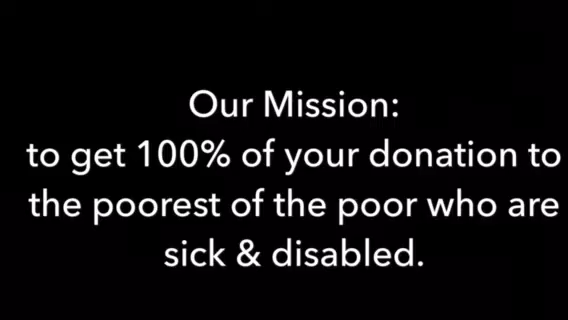 Our Mission:
to get 100% of your donation to
the poorest of the poor who are
sick & disabled.